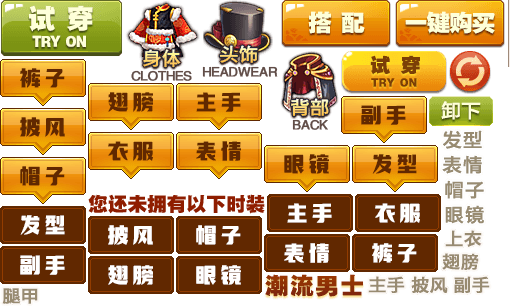 试穿
TRY ON
身体
CLOTHES
头饰
HEADWEAR
搭配
一键购买
裤子
翅膀
主手
背部
BACK
试穿
TRY ON
副手
卸下
披风
衣服
表情
眼镜
发型
帽子
发型
表情
帽子
眼镜
上衣
翅膀
您还未拥有以下时装
发型
披风
帽子
主手
衣服
副手
翅膀
眼镜
表情
裤子
腿甲
潮流男士
主手 披风 副手